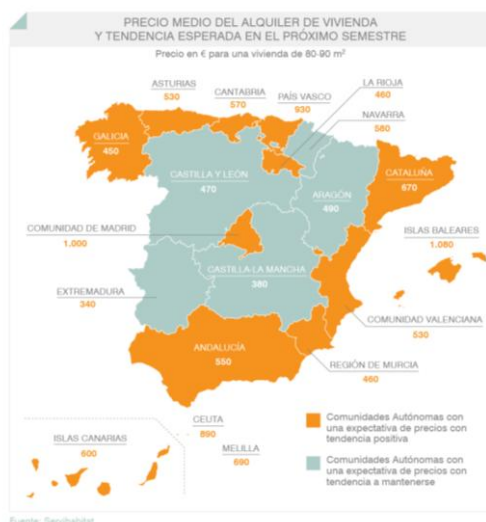 PRECIO MEDIO DEL ALQUILER DE VIVIENDA
Y TENDENCIA ESPERADA EN EL PRÓXIMO SEMESTRE
Precio en € para una vivienda de 80-90 m²
LA RIOJA
460
ASTURIAS
530
CANTABRIA
570
PAÍS VASCO
930
NAVARRA
580
GALICIA
450
CASTILLA Y LEÓN
470
CATALUÑA
670
ARAGÓN
490
COMUNIDAD DE MADRID
1.000
ISLAS BALEARES
1.080
CASTILLA-LA MANCHA
380
EXTREMADURA
340
COMUNIDAD VALENCIANA
530
ANDALUCÍA
550
REGIÓN DE MURCIA
460
CEUTA
890
MELILLA
690
ISLAS CANARIAS
600
Comunidades Autónomas con
una expectativa de precios con
tendencia positiva
Comunidades Autónomas con
una expectativa de precios con
tendencia a mantenerse
Fuente: Servihabitat